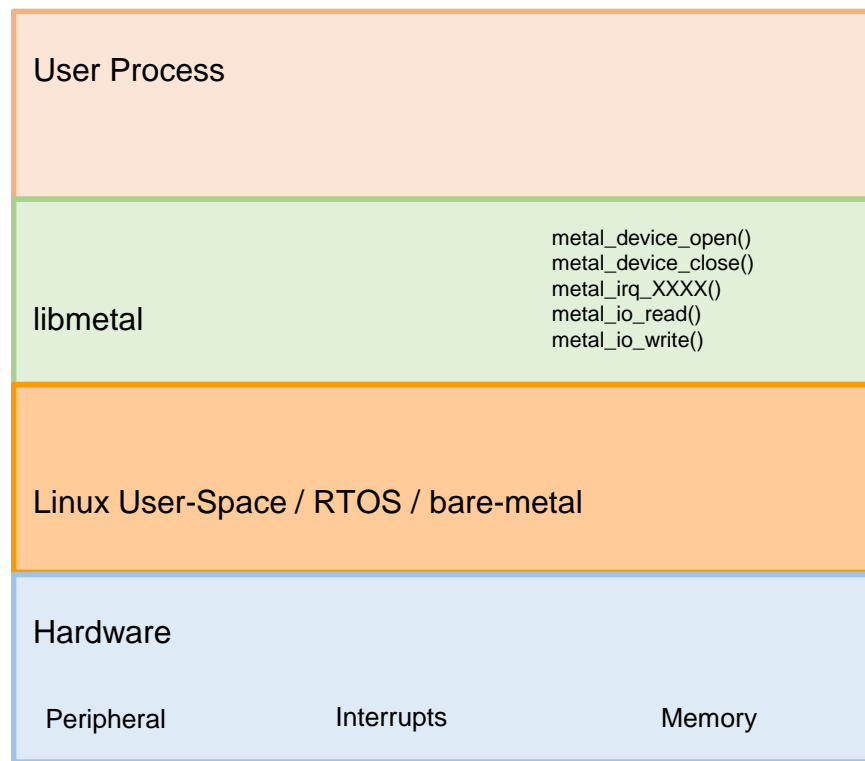 User Process
metal_device_open()
metal_device_close()
metal_irq_XXXX()
libmetal
metal_io_read()
metal_io_write()
Linux User-Space / RTOS / bare-metal
Hardware
Peripheral
Interrupts
Memory